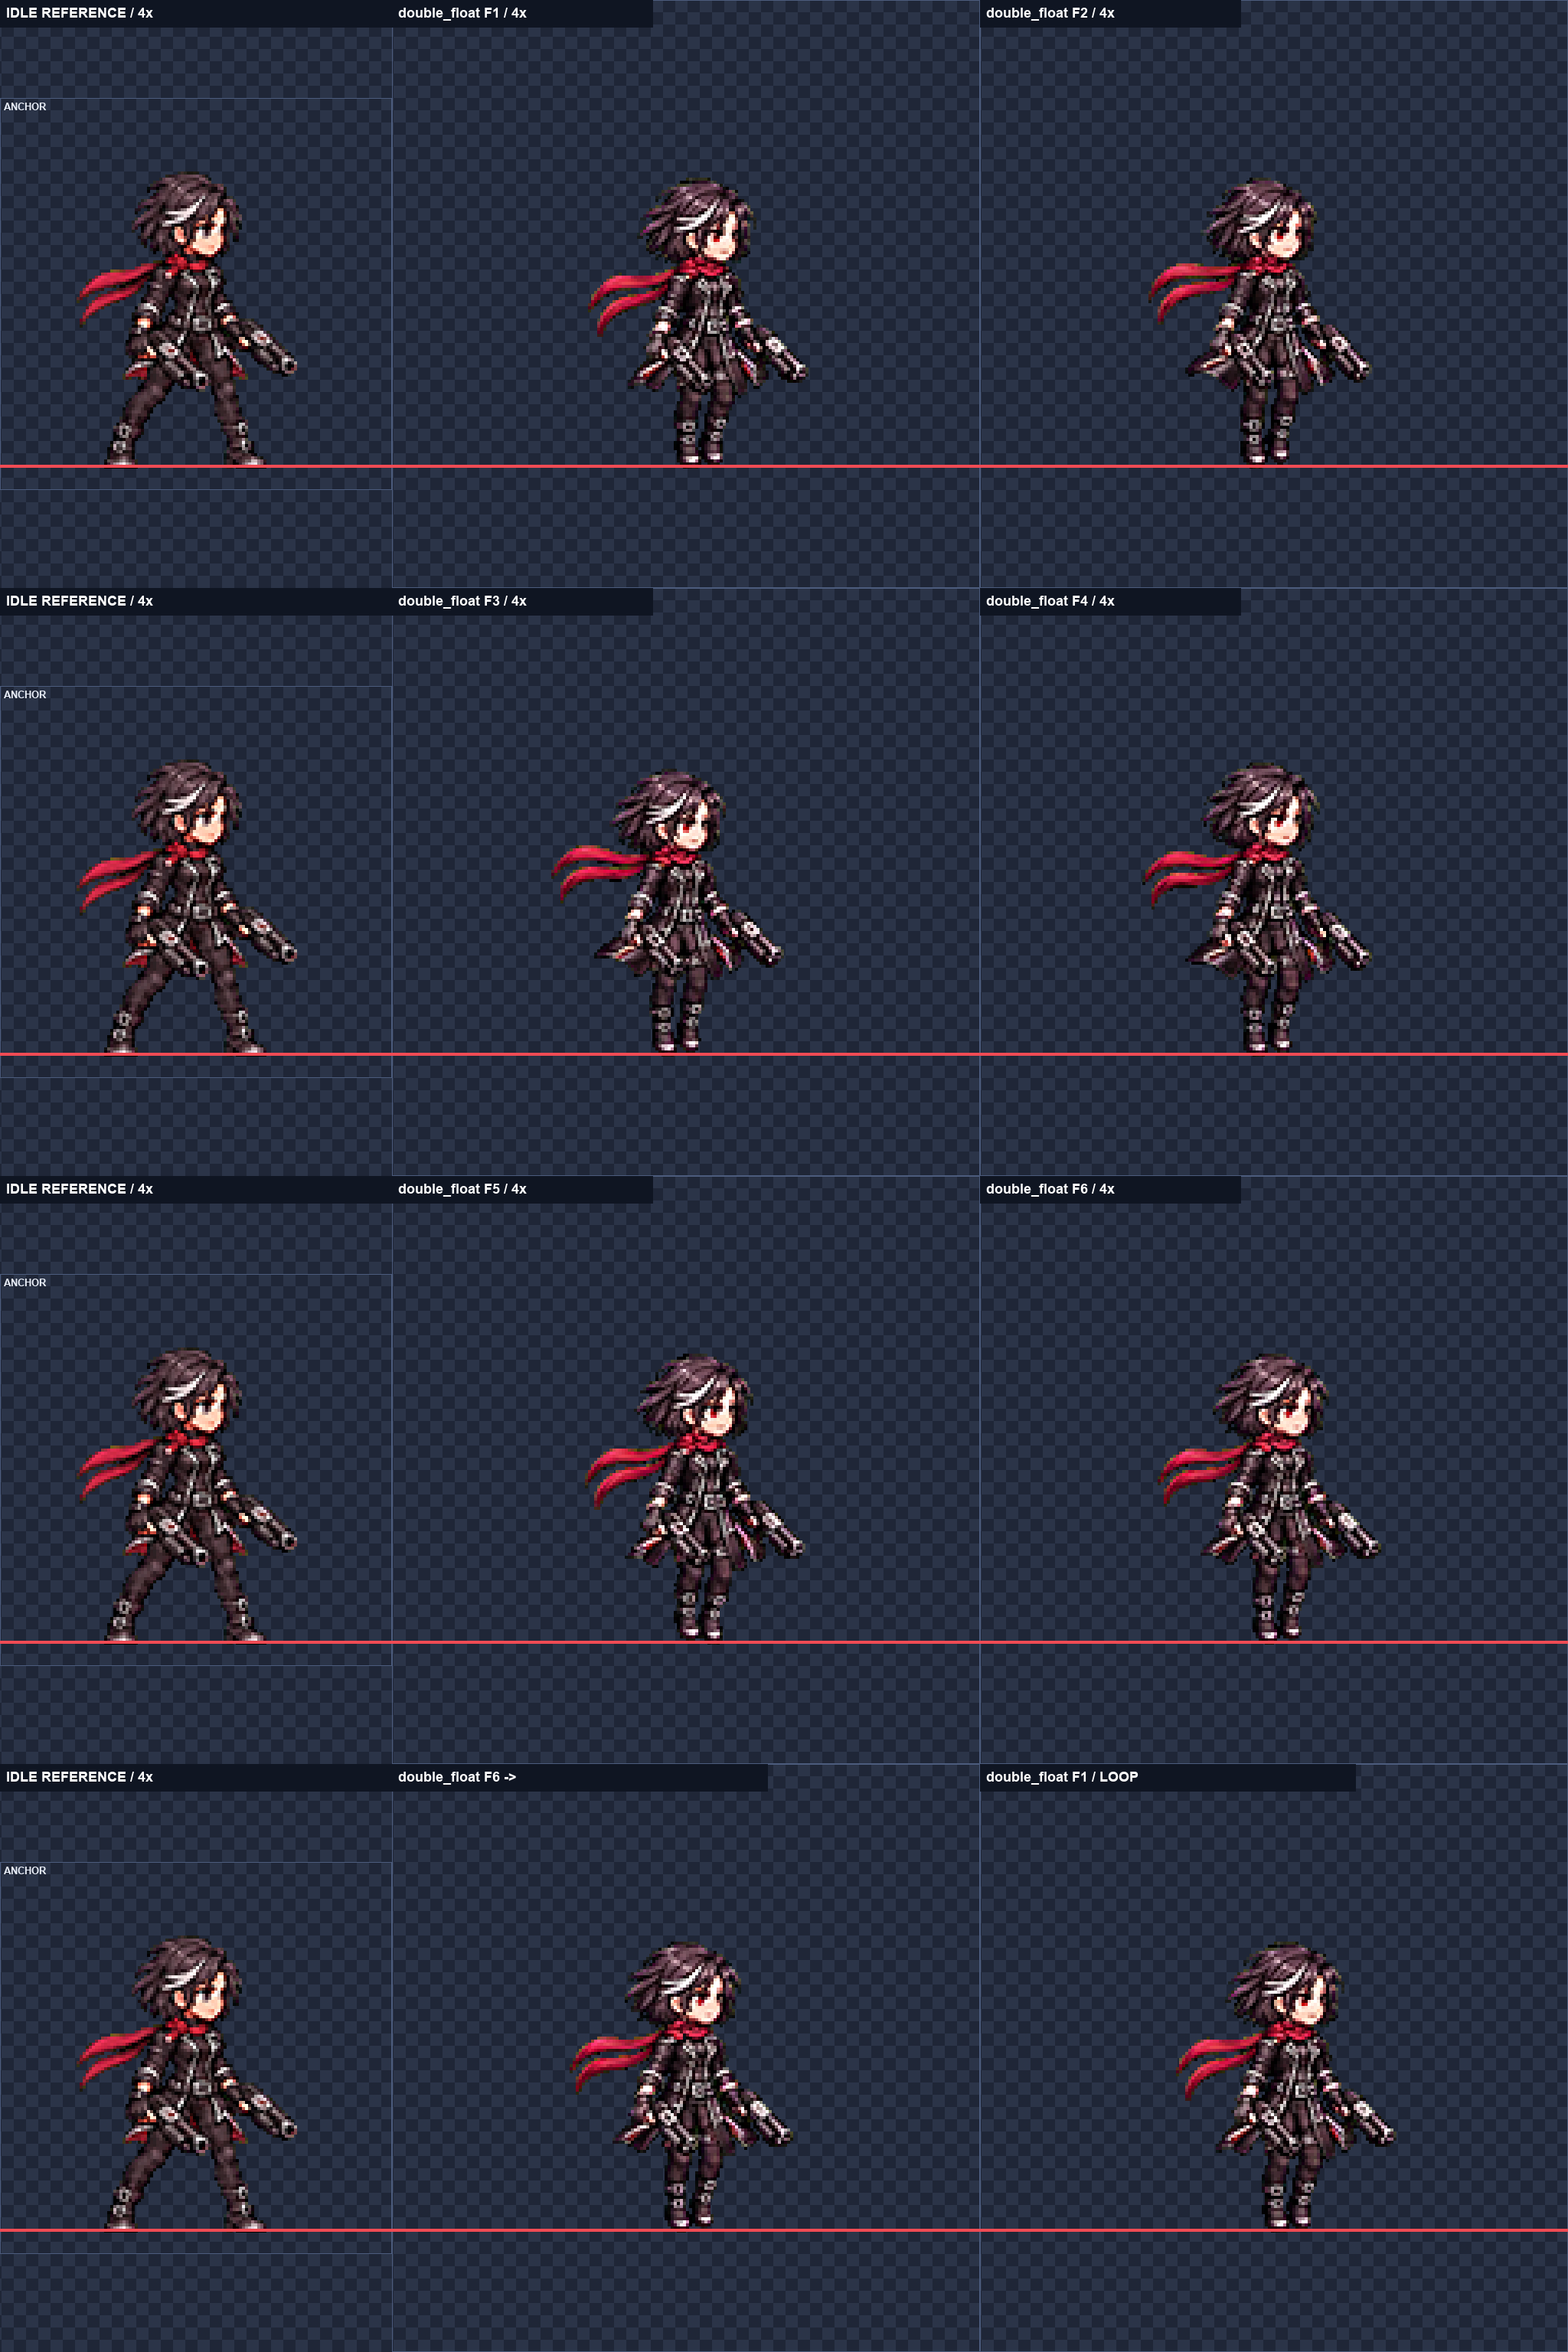 IDLE REFERENCE / 4x
double_float F1 / 4x
double_float F2 / 4x
ANCHOR
IDLE REFERENCE / 4x
double_float F3 / 4x
double_float F4 / 4x
ANCHOR
IDLE REFERENCE / 4x
double_float F5 / 4x
double_float F6 / 4x
ANCHOR
IDLE REFERENCE / 4x
double_float F6 ->
double_float F1 / LOOP
ANCHOR